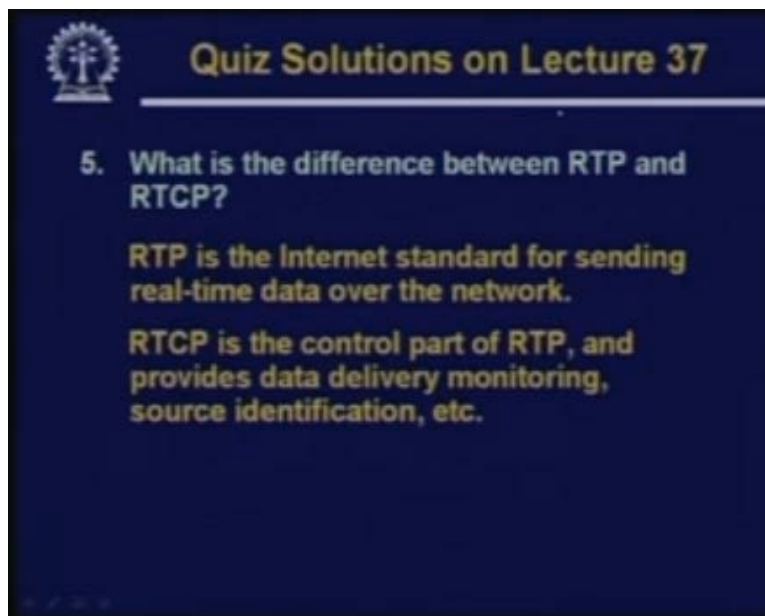 Quiz Solutions on Lecture 37
5. What is the difference between RTP and
RTCP?
RTP is the Internet standard for sending
real-time data over the network.
RTCP is the control part of RTP, and
provides data delivery monitoring,
source identification, etc.